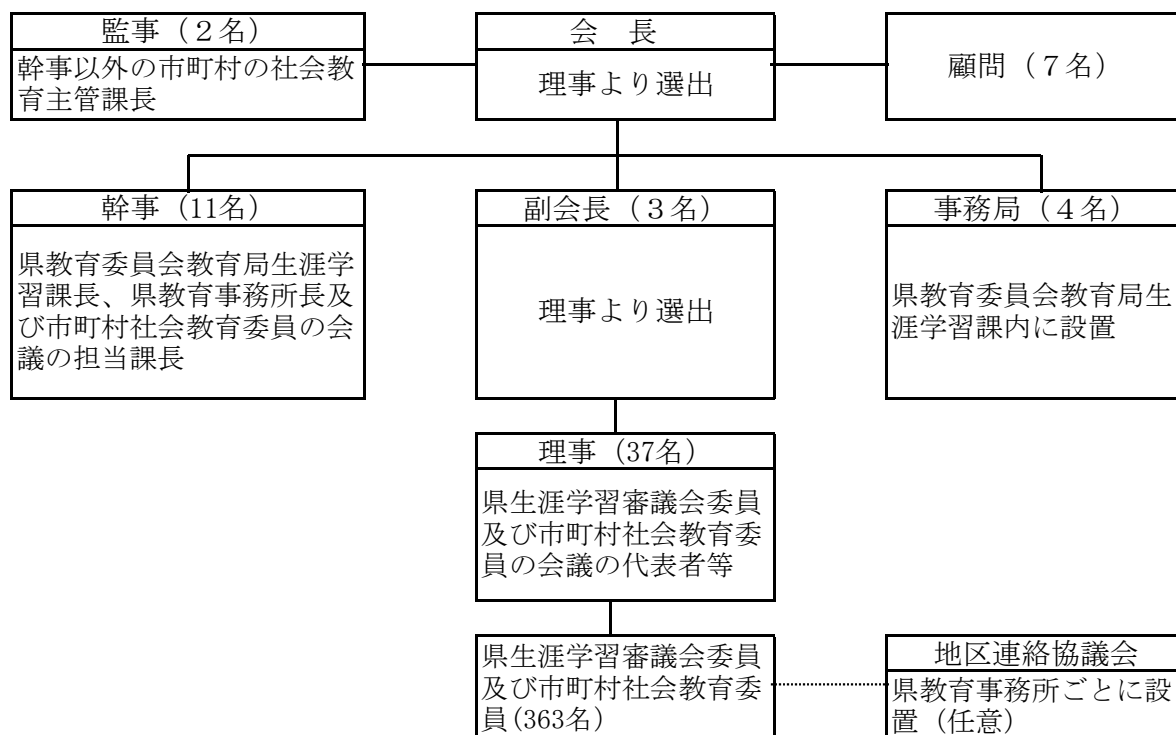 監事（２名）
幹事以外の市町村の社会教
育主管課長
会　長
理事より選出
顧問（７名）
幹事（11名）
県教育委員会教育局生涯学
習課長、県教育事務所長及
び市町村社会教育委員の会
議の担当課長
副会長（３名）
理事より選出
事務局（４名）
県教育委員会教育局生
涯学習課内に設置
理事（37名）
県生涯学習審議会委員
及び市町村社会教育委
員の会議の代表者等
県生涯学習審議会委員
及び市町村社会教育委
員(363名）
地区連絡協議会
県教育事務所ごとに設
置（任意）